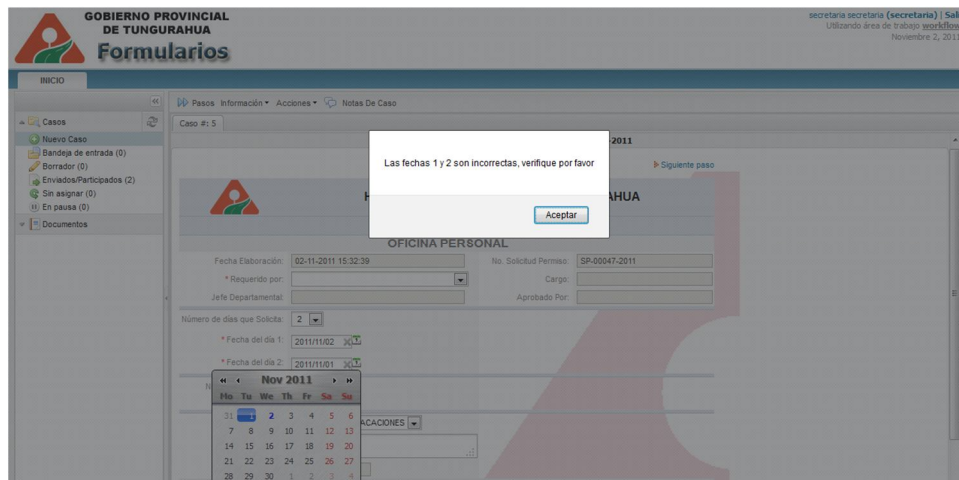 GOBIERNO PROVINCIAL
DE TUNGURAHUA
Formularios
secretaria secretaria (secretaria) | Sali
Utilizando área de trabajo workflow
Noviembre 2, 2011
INICIO
Pasos Información Acciones Notas De Caso
Casos
Nuevo Caso
Bandeja de entrada (0)
Borrador (0)
Enviados/Participados (2)
Sin asignar (0)
En pausa (0)
Documentos
Caso #: 5
-2011
Las fechas 1 y 2 son incorrectas, verifique por favor
Aceptar
Siguiente paso
H
AHUA
OFICINA PERSONAL
Fecha Elaboración: 02-11-2011 15:32:39 No. Solicitud Permiso: SP-00047-2011
* Requerido por: Cargo:
Jefe Departamental: Aprobado Por:
Número de días que Solicita: 2
* Fecha del día 1: 2011/11/02
* Fecha del día 2: 2011/11/01
N
Nov 2011
Mo Tu We Th Fr Sa Su
31 1 2 3 4 5 6
7 8 9 10 11 12 13
14 15 16 17 18 19 20
21 22 23 24 25 26 27
28 29 30 1 2 3 4
ACACIONES